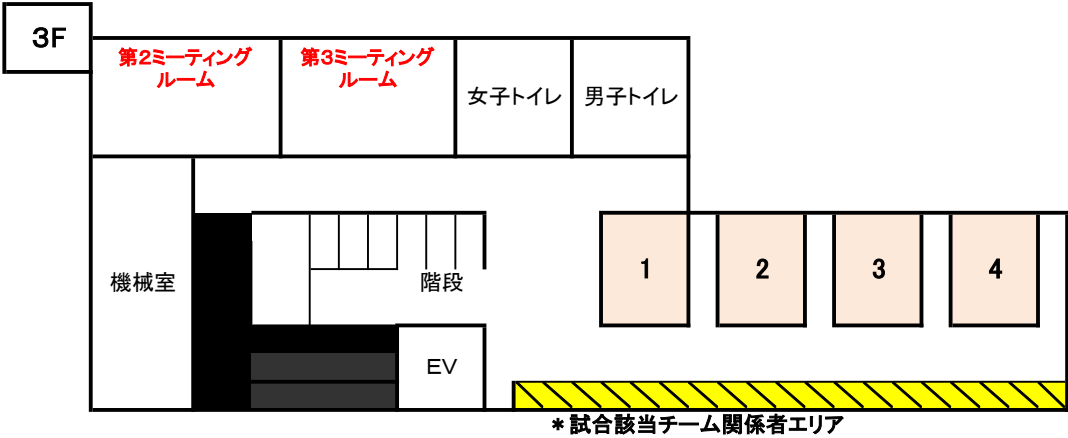 3F
第2ミーティング
ルーム
第3ミーティング
ルーム
女子トイレ
男子トイレ
機械室
階段
1
2
3
4
EV
*試合該当チーム関係者エリア